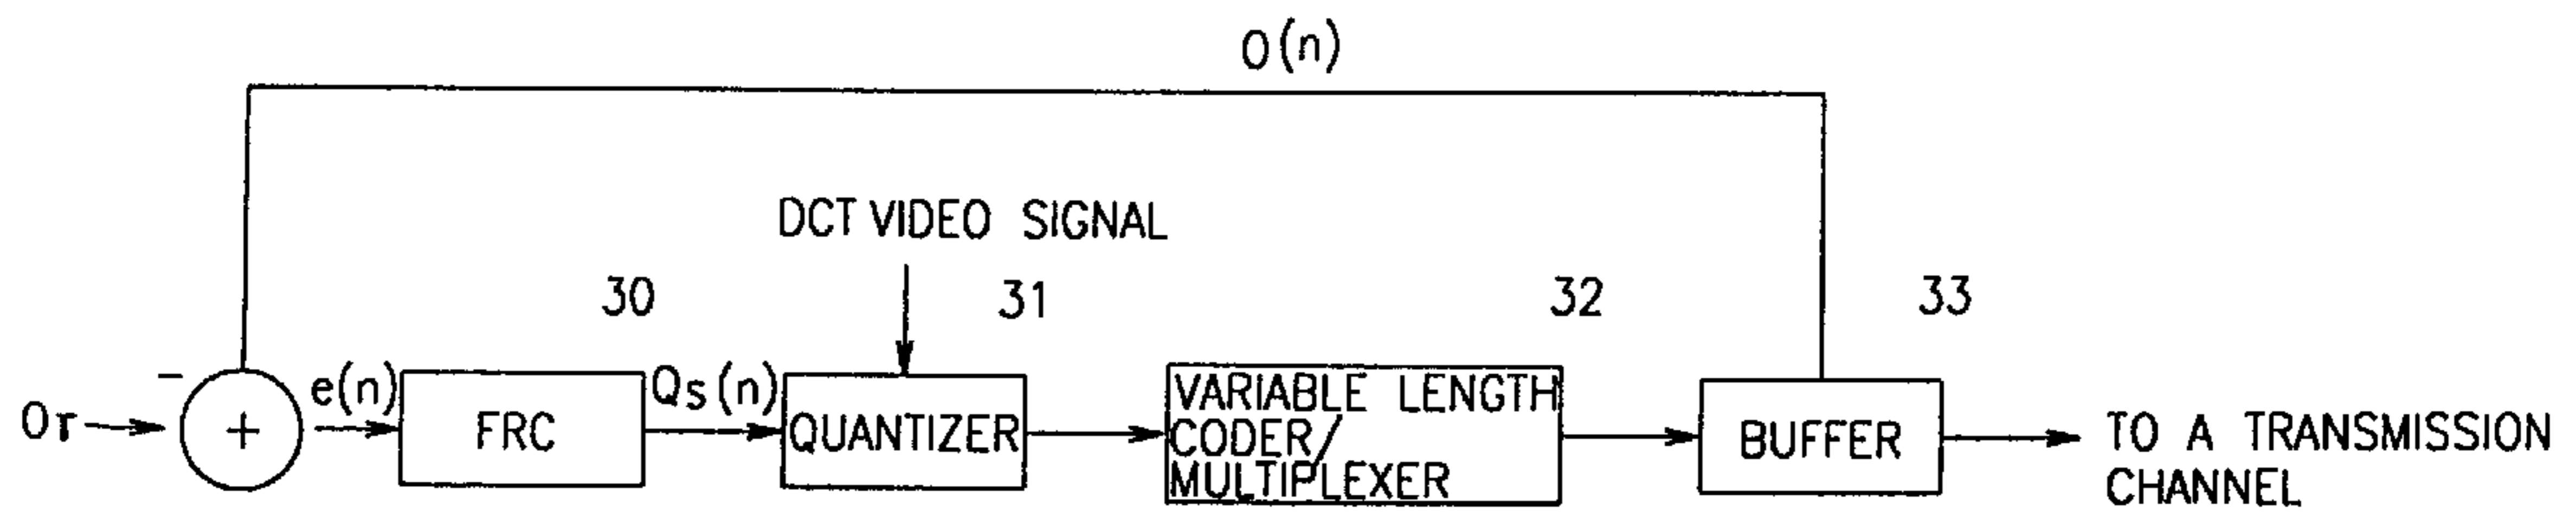 O(n)
DCT VIDEO SIGNAL
30
31
32
33
-
e(n)
Qs(n)
Or
+
FRC
QUANTIZER
VARIABLE LENGTH
CODER/
MULTIPLEXER
BUFFER
TO A TRANSMISSION
CHANNEL